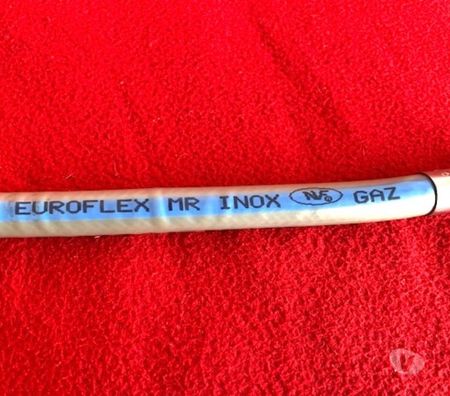 EUROFLEX MR INOX NF GAZ